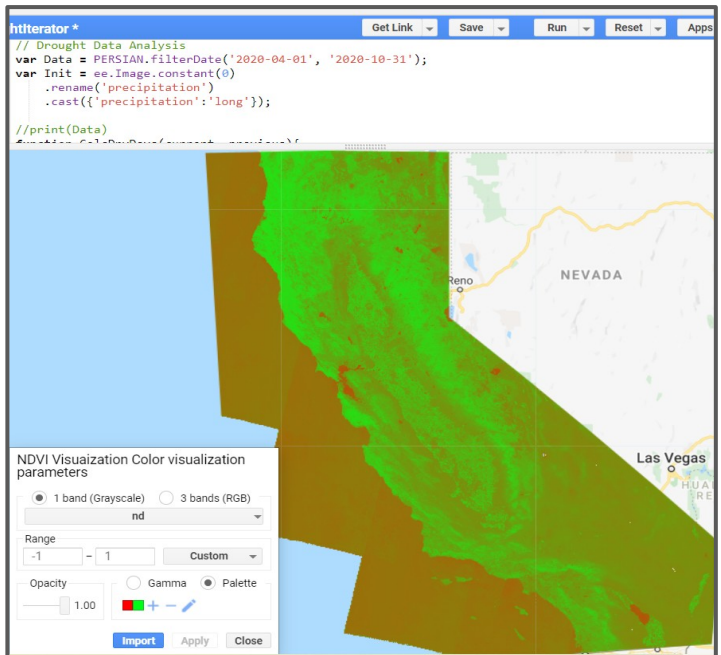 htIterator *
Get Link
Save
Run
Reset
Apps
// Drought Data Analysis
var Data = PERSIAN.filterDate('2020-04-01', '2020-10-31');
var Init = ee.Image.constant(0)
.rename('precipitation')
.cast({'precipitation':'long'});
//print(Data)
Reno
NEVADA
Las Vegas
HUA
RE
NDVI Visuaization Color visualization
parameters
1 band (Grayscale)
3 bands (RGB)
nd
Range
-1
–
1
Custom
Opacity
1.00
Gamma
Palette
Import
Apply
Close